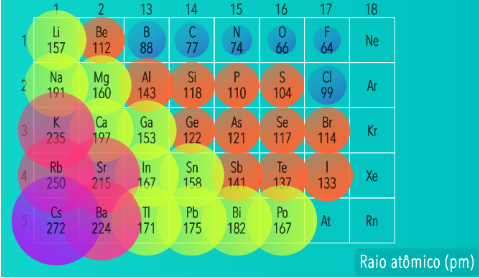 1 2 13 14 15 16 17 18
1 Li Be B C N O F Ne
157 112 88 77 74 66 64
2 Na Mg Al Si P S Cl Ar
191 160 143 118 110 104 99
3 K Ca Ga Ge As Se Br Kr
235 197 153 122 121 117 114
4 Rb Sr In Sn Sb Te I Xe
250 215 167 158 141 137 133
5 Cs Ba Tl Pb Bi Po At Rn
272 224 171 175 182 167
Raio atômico (pm)